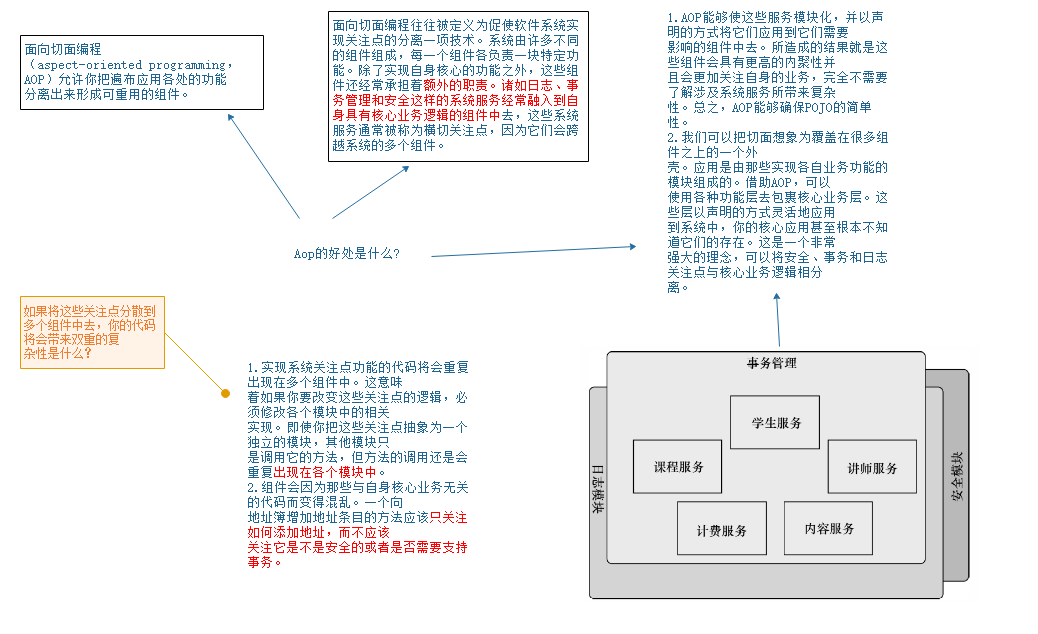 面向切面编程
（aspect-oriented programming，
AOP）允许你把遍布应用各处的功能
分离出来形成可重用的组件。
面向切面编程往往被定义为促使软件系统实
现关注点的分离一项技术。系统由许多不同
的组件组成，每一个组件各负责一块特定功
能。除了实现自身核心的功能之外，这些组
件还经常承担着额外的职责。诸如日志、事
务管理和安全这样的系统服务经常融入到自
身具有核心业务逻辑的组件中去，这些系统
服务通常被称为横切关注点，因为它们会跨
越系统的多个组件。
1.AOP能够使这些服务模块化，并以声
明的方式将它们应用到它们需要
影响的组件中去。所造成的结果就是这
些组件会具有更高的内聚性并
且会更加关注自身的业务，完全不需要
了解涉及系统服务所带来复杂
性。总之，AOP能够确保POJO的简单
性。
2.我们可以把切面想象为覆盖在很多组
件之上的一个外
壳。应用是由那些实现各自业务功能的
模块组成的。借助AOP，可以
使用各种功能层去包裹核心业务层。这
些层以声明的方式灵活地应用
到系统中，你的核心应用甚至根本不知
道它们的存在。这是一个非常
强大的理念，可以将安全、事务和日志
关注点与核心业务逻辑相分
离。
Aop的好处是什么?
如果将这些关注点分散到
多个组件中去，你的代码
将会带来双重的复
杂性是什么？
1.实现系统关注点功能的代码将会重复
出现在多个组件中。这意味
着如果你要改变这些关注点的逻辑，必
须修改各个模块中的相关
实现。即使你把这些关注点抽象为一个
独立的模块，其他模块只
是调用它的方法，但方法的调用还是会
重复出现在各个模块中。
2.组件会因为那些与自身核心业务无关
的代码而变得混乱。一个向
地址簿增加地址条目的方法应该只关注
如何添加地址，而不应该
关注它是不是安全的或者是否需要支持
事务。
事务管理
学生服务
课程服务
讲师服务
计费服务
内容服务
日志模块
安全模块